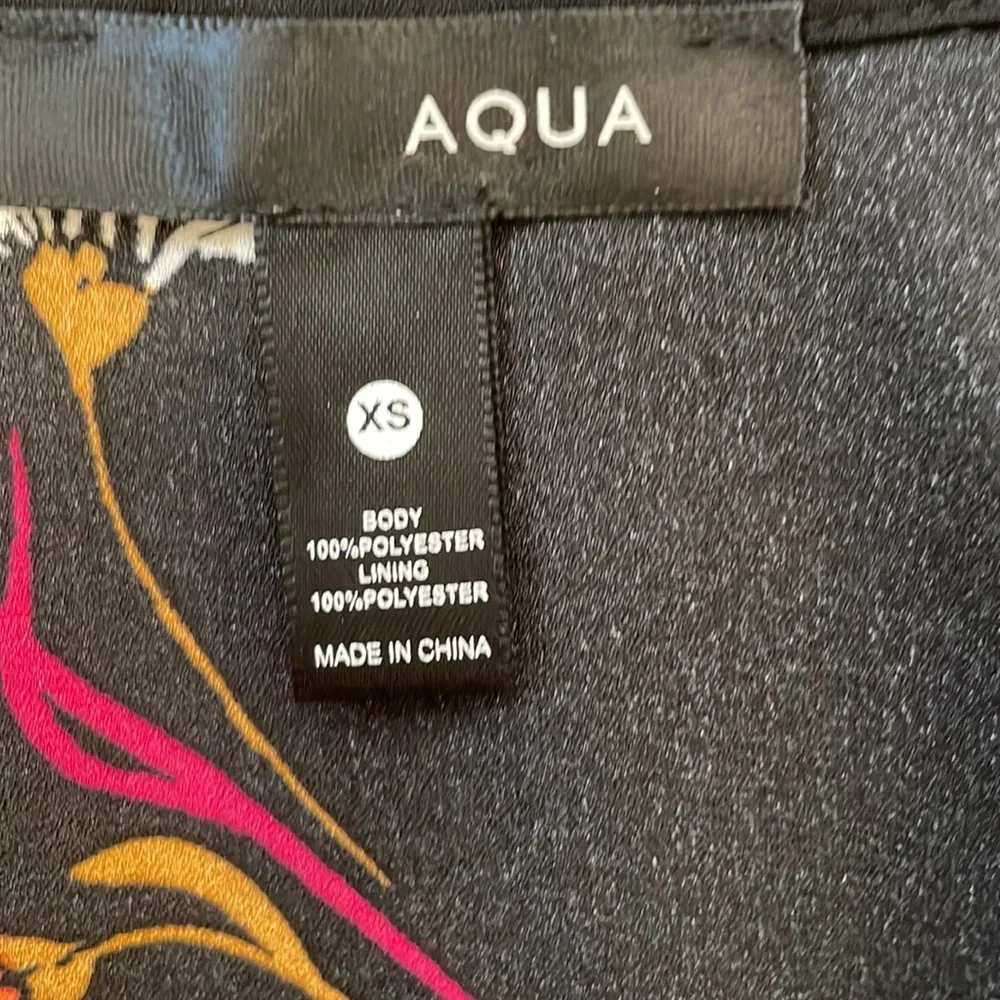 AQUA
XS
BODY
100%POLYESTER
LINING
100%POLYESTER
MADE IN CHINA